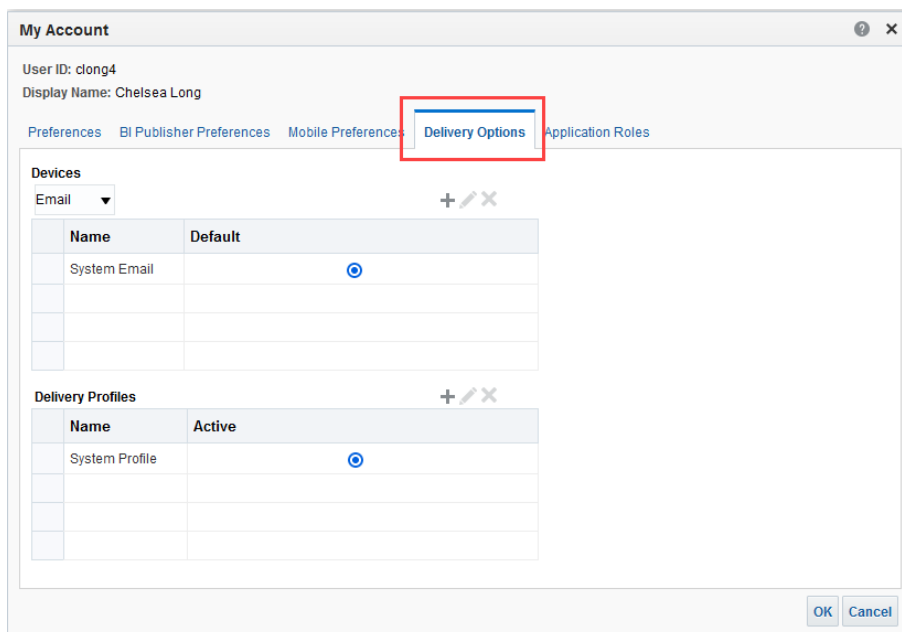 My Account
User ID: clong4
Display Name: Chelsea Long
Preferences BI Publisher Preferences Mobile Preferences Delivery Options Application Roles
Devices
Email
Name Default
System Email
Delivery Profiles
Name Active
System Profile
OK Cancel